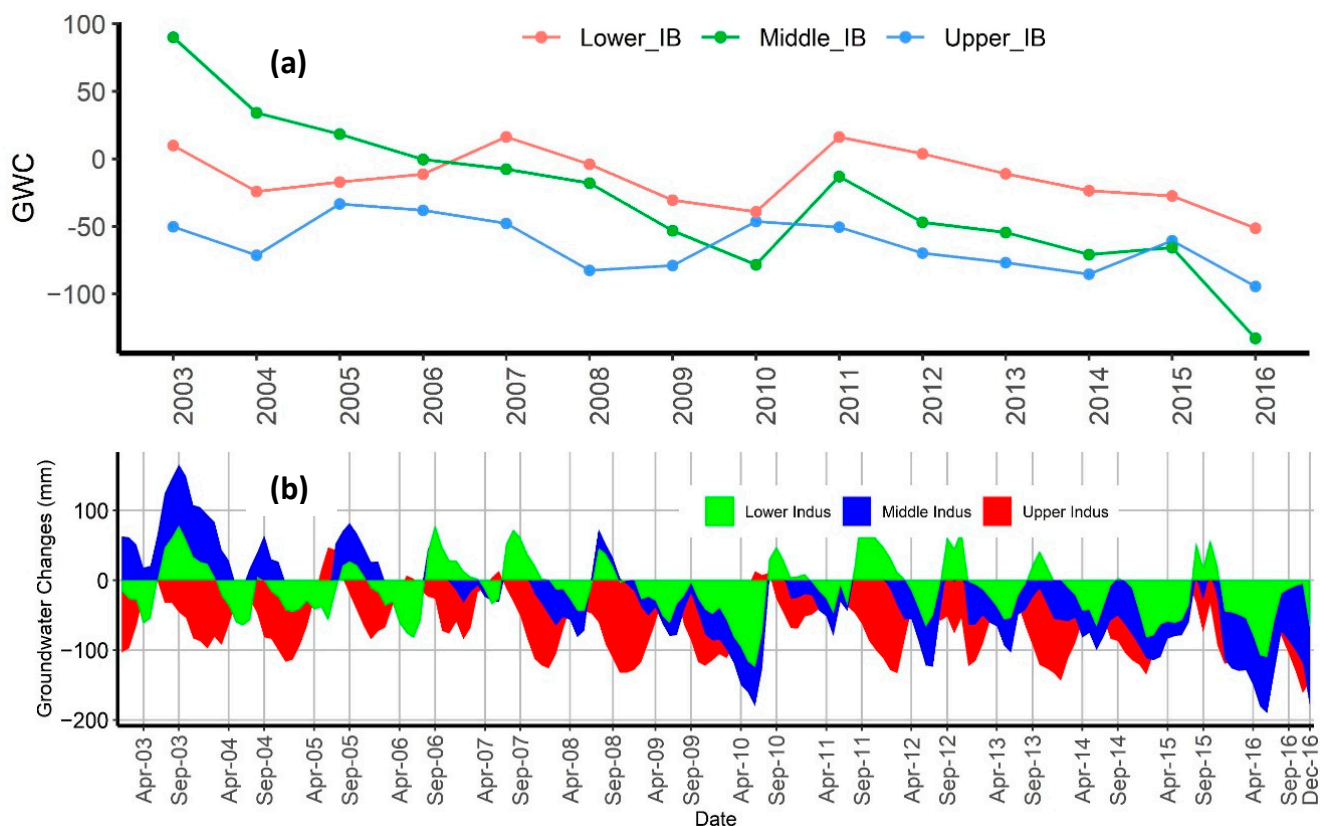 100
50
0
−50
−100
GWC
(a)
Lower_IB Middle_IB Upper_IB
2003 2004 2005 2006 2007 2008 2009 2010 2011 2012 2013 2014 2015 2016
Groundwater Changes (mm)
100
0
−100
−200
(b)
Lower Indus Middle Indus Upper Indus
Apr-03 Sep-03 Apr-04 Sep-04 Apr-05 Sep-05 Apr-06 Sep-06 Apr-07 Sep-07 Apr-08 Sep-08 Apr-09 Sep-09 Apr-10 Sep-10 Apr-11 Sep-11 Apr-12 Sep-12 Apr-13 Sep-13 Apr-14 Sep-14 Apr-15 Sep-15 Apr-16 Sep-16 Dec-16
Date